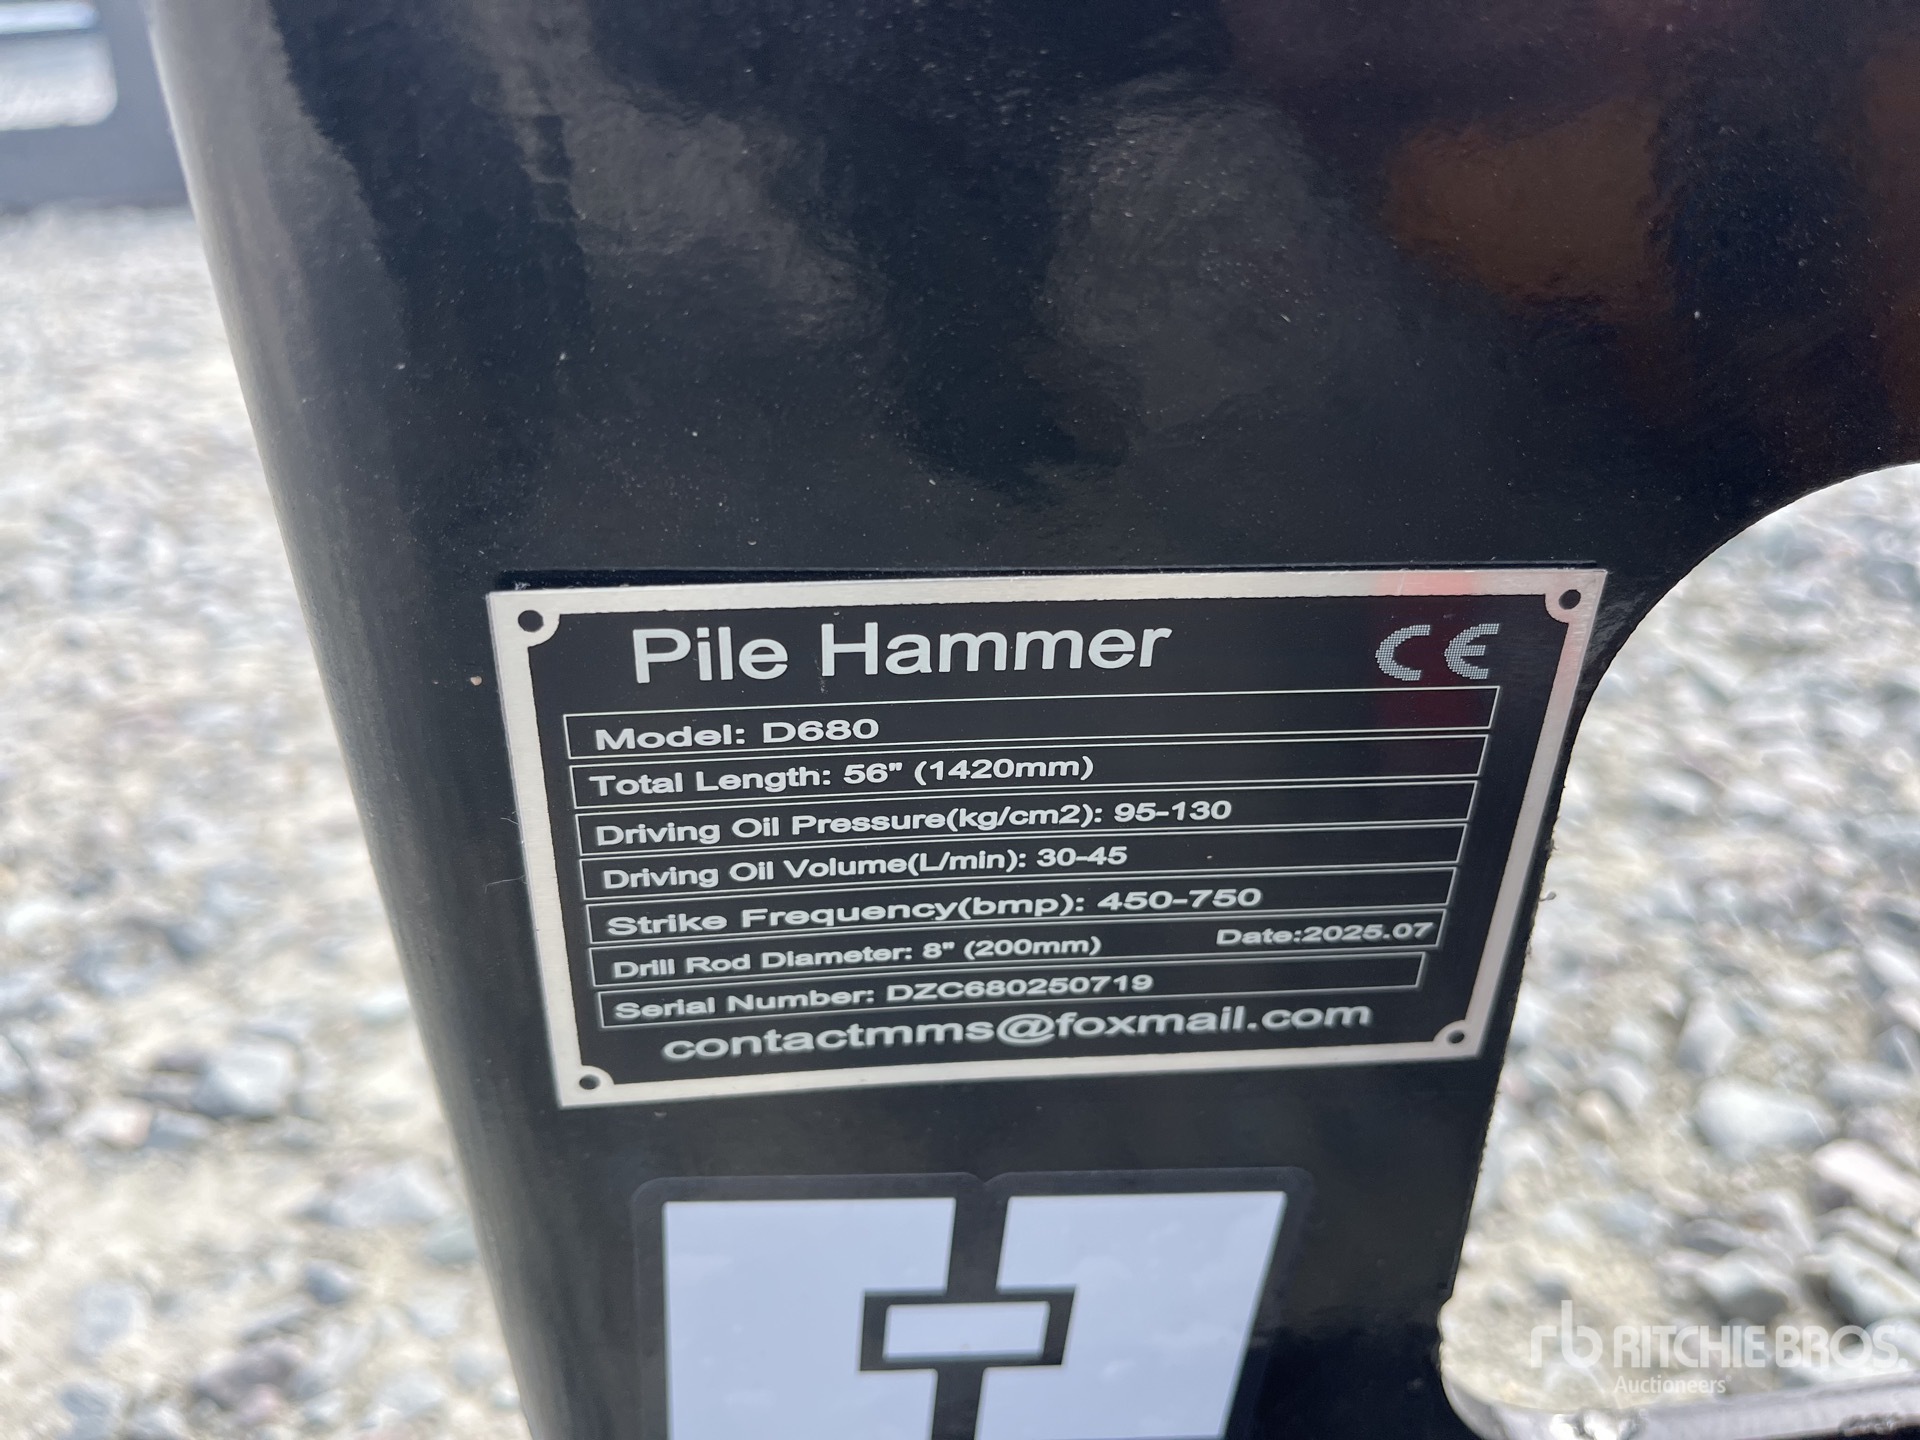 Pile Hammer CE
Model: D680
Total Length: 56" (1420mm)
Driving Oil Pressure(kg/cm2): 95-130
Driving Oil Volume(L/min): 30-45
Strike Frequency(bmp): 450-750
Drill Rod Diameter: 8" (200mm) Date:2025.07
Serial Number: DZC680250719
contactmms@foxmail.com
rb RITCHIE BROS.
Auctioneers